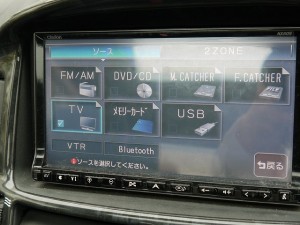 Clarion
ソース 2ZONE
FM/AM DVD/CD M.CATCHER F.CATCHER
TV メモリーカード USB
VTR Bluetooth
ソースを選択してください。
戻る